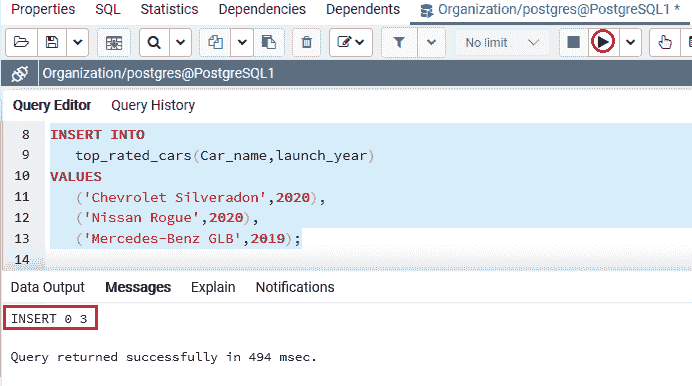 Properties SQL Statistics Dependencies Dependents Organization/postgres@PostgreSQL1 *
No limit
Organization/postgres@PostgreSQL1
Query Editor Query History
8 INSERT INTO
9 top_rated_cars(Car_name,launch_year)
10 VALUES
11 ('Chevrolet Silveradon',2020),
12 ('Nissan Rogue',2020),
13 ('Mercedes-Benz GLB',2019);
14
Data Output Messages Explain Notifications
INSERT 0 3
Query returned successfully in 494 msec.